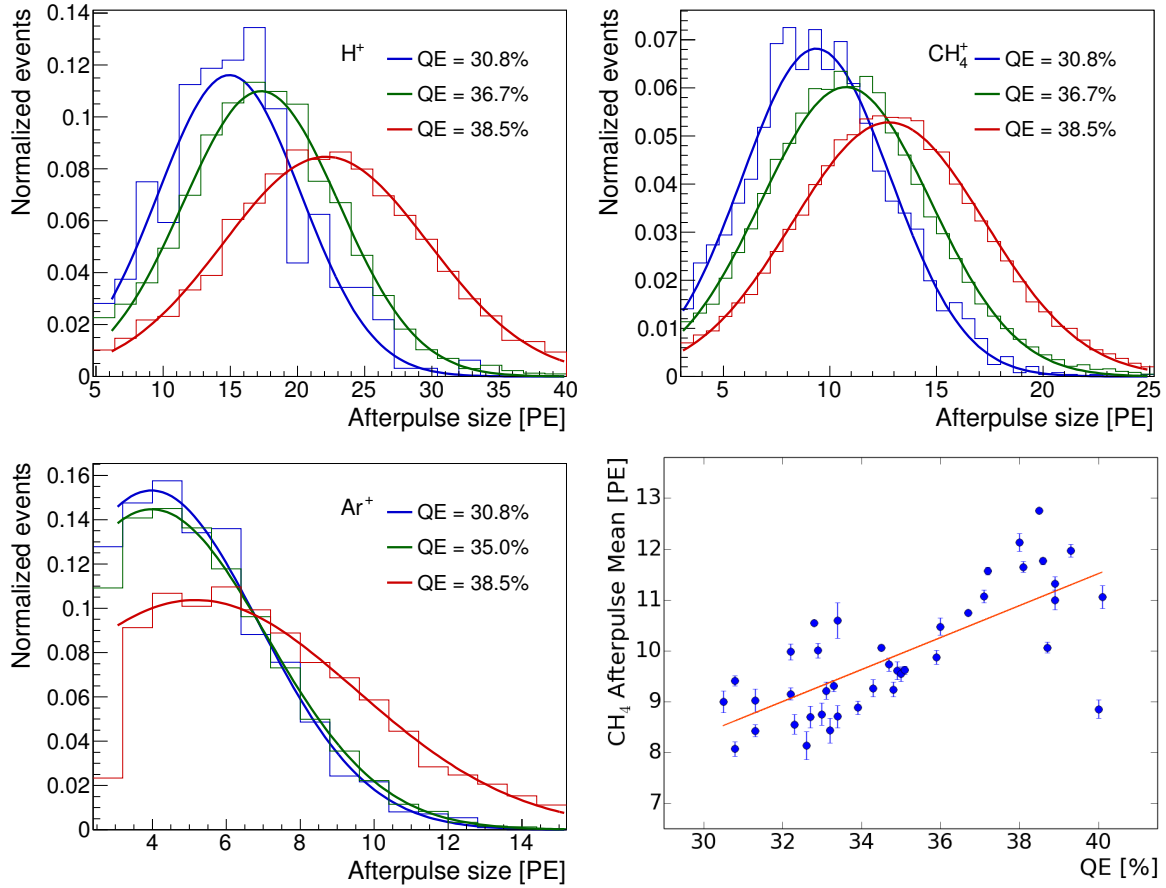 Normalized events
0.14
0.12
0.1
0.08
0.06
0.04
0.02
0
H⁺
QE = 30.8%
QE = 36.7%
QE = 38.5%
5 10 15 20 25 30 35 40
Afterpulse size [PE]
Normalized events
0.07
0.06
0.05
0.04
0.03
0.02
0.01
0
CH₄⁺
QE = 30.8%
QE = 36.7%
QE = 38.5%
5 10 15 20 25
Afterpulse size [PE]
Normalized events
0.16
0.14
0.12
0.1
0.08
0.06
0.04
0.02
0
Ar⁺
QE = 30.8%
QE = 35.0%
QE = 38.5%
4 6 8 10 12 14
Afterpulse size [PE]
CH₄ Afterpulse Mean [PE]
13
12
11
10
9
8
7
30 32 34 36 38 40
QE [%]